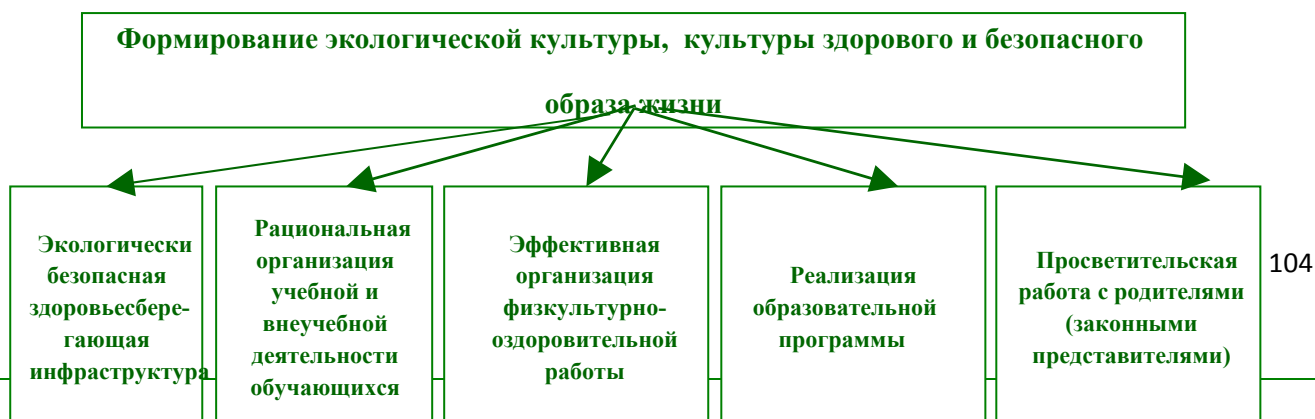 Формирование экологической культуры, культуры здорового и безопасного
образа жизни
Экологически
безопасная
здоровьесбере-
гающая
инфраструктура
Рациональная
организация
учебной и
внеучебной
деятельности
обучающихся
Эффективная
организация
физкультурно-
оздоровительной
работы
Реализация
образовательной
программы
Просветительская
работа с родителями
(законными
представителями)
104